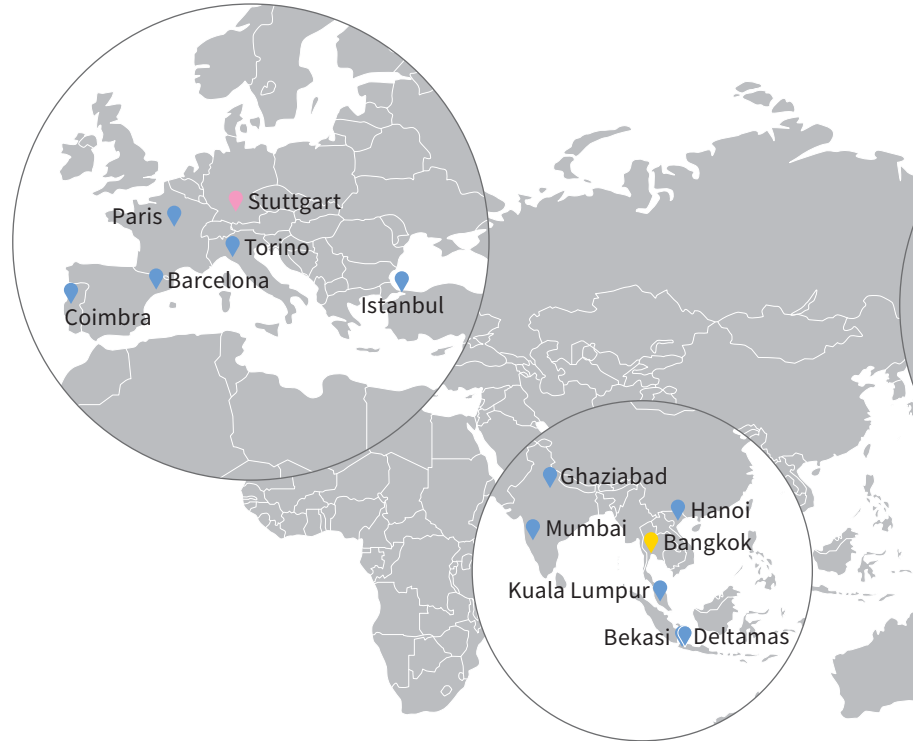 Stuttgart
Paris
Torino
Barcelona
Istanbul
Coimbra
Ghaziabad
Hanoi
Mumbai
Bangkok
Kuala Lumpur
Bekasi
Deltamas